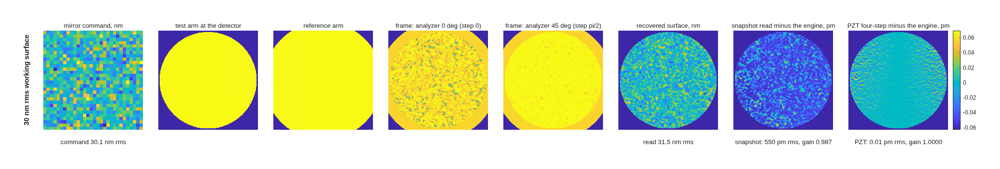 mirror command, nm
test arm at the detector
reference arm
frame: analyzer 0 deg (step 0)
frame: analyzer 45 deg (step pi/2)
recovered surface, nm
snapshot read minus the engine, pm
PZT four-step minus the engine, pm
30 nm rms working surface
0.06
0.04
0.02
0
-0.02
-0.04
-0.06
command 30.1 nm rms
read 31.5 nm rms
snapshot: 550 pm rms, gain 0.987
PZT: 0.01 pm rms, gain 1.0000